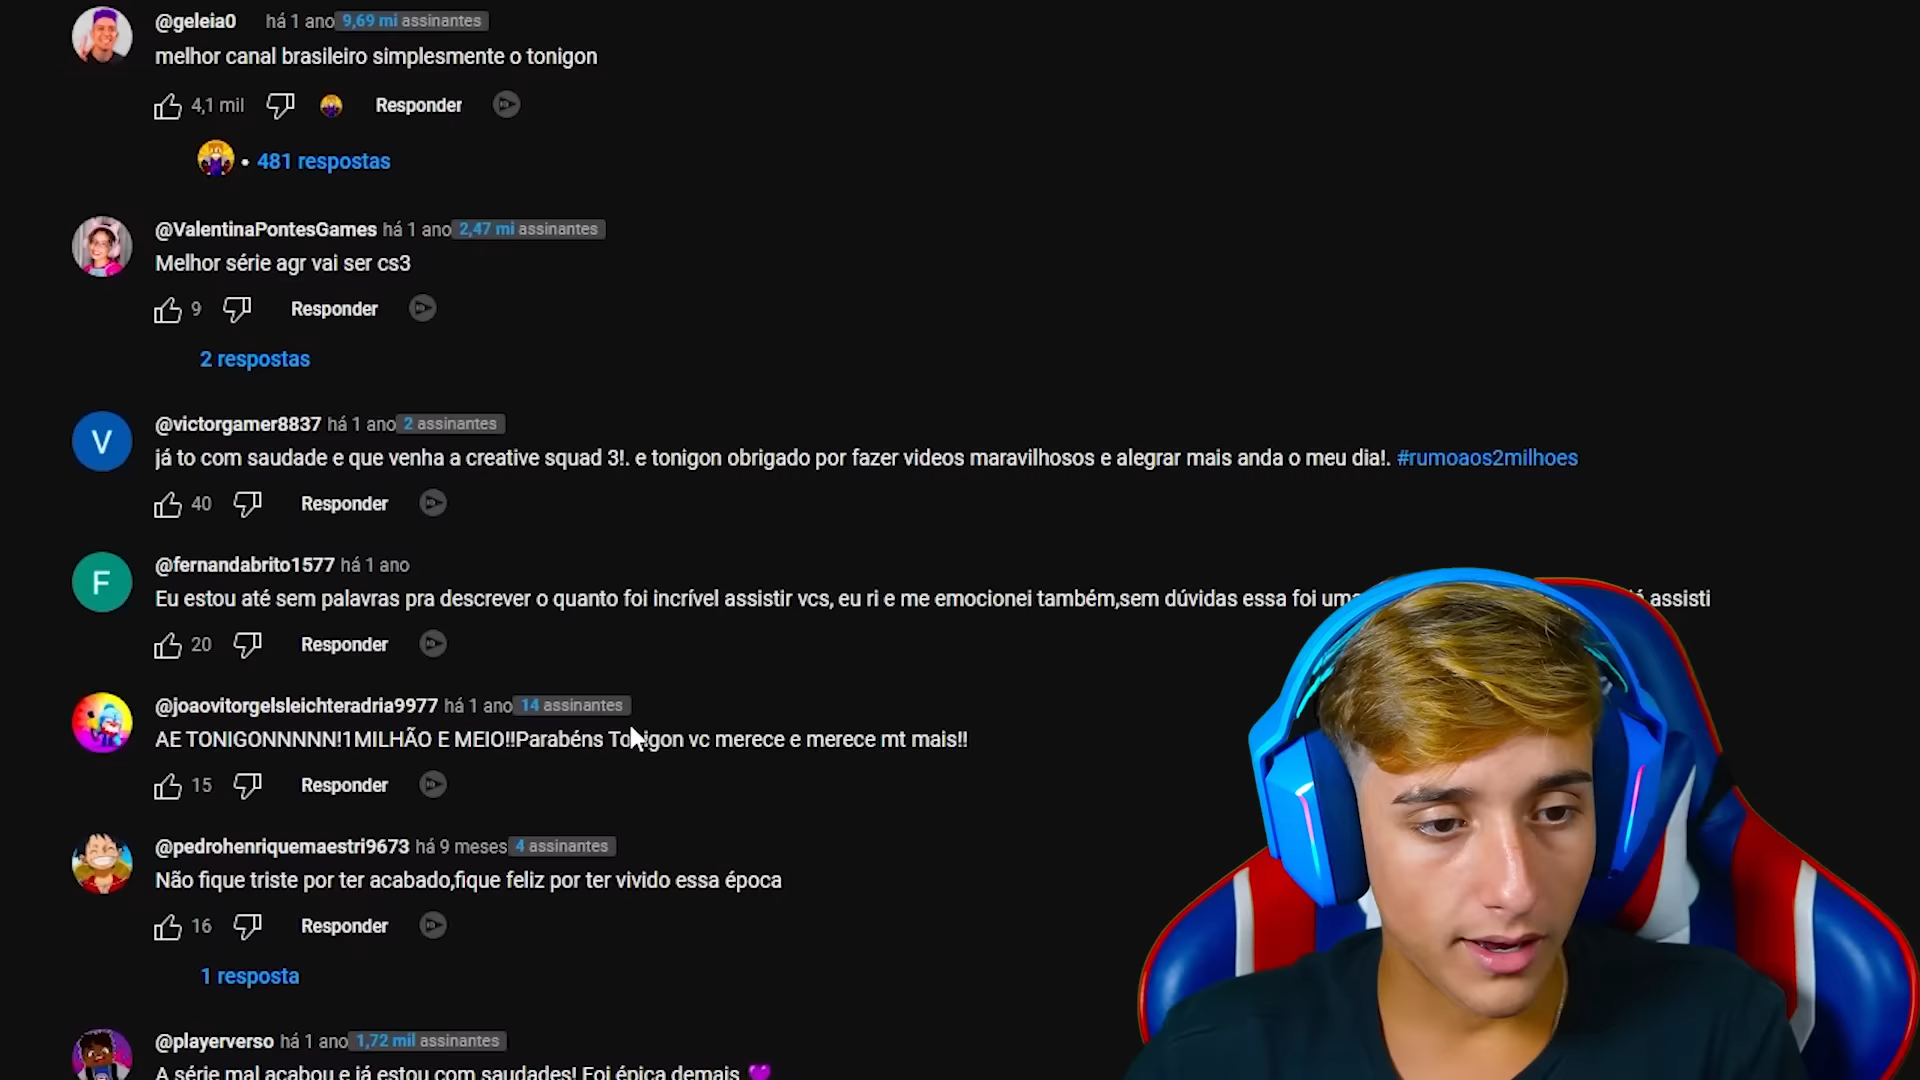 @geleia0 há 1 ano 9,69 mi assinantes
melhor canal brasileiro simplesmente o tonigon
4,1 mil Responder
• 481 respostas
@ValentinaPontesGames há 1 ano 2,47 mi assinantes
Melhor série agr vai ser cs3
9 Responder
2 respostas
@victorgamer8837 há 1 ano 2 assinantes
já to com saudade e que venha a creative squad 3!. e tonigon obrigado por fazer videos maravilhosos e alegrar mais anda o meu dia!. #rumoaos2milhoes
40 Responder
@fernandabrito1577 há 1 ano
Eu estou até sem palavras pra descrever o quanto foi incrível assistir vcs, eu ri e me emocionei também,sem dúvidas essa foi uma já assisti
20 Responder
@joaovitorgelsleichteradria9977 há 1 ano 14 assinantes
AE TONIGONNNNN!1MILHÃO E MEIO!!Parabéns Tonigon vc merece e merece mt mais!!
15 Responder
@pedrohenriquemaestri9673 há 9 meses 4 assinantes
Não fique triste por ter acabado,fique feliz por ter vivido essa época
16 Responder
1 resposta
@playerverso há 1 ano 1,72 mil assinantes
A série mal acabou e já estou com saudades! Foi épica demais 💜
V
F